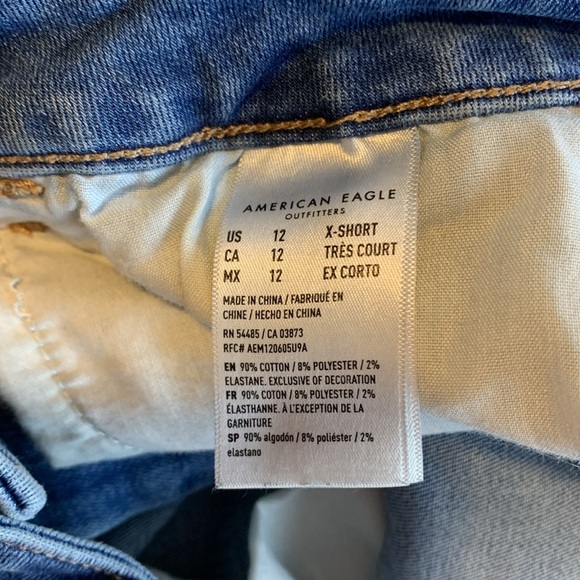 AMERICAN EAGLE
OUTFITTERS
US 12 X-SHORT
CA 12 TRÈS COURT
MX 12 EX CORTO
MADE IN CHINA / FABRIQUÉ EN
CHINE / HECHO EN CHINA
RN 54485 / CA 03873
RFC# AEM120605U9A
EN 90% COTTON / 8% POLYESTER / 2%
ELASTANE. EXCLUSIVE OF DECORATION
FR 90% COTON / 8% POLYESTER / 2%
ÉLASTHANNE. À L'EXCEPTION DE LA
GARNITURE
SP 90% algodón / 8% poliéster / 2%
elastano